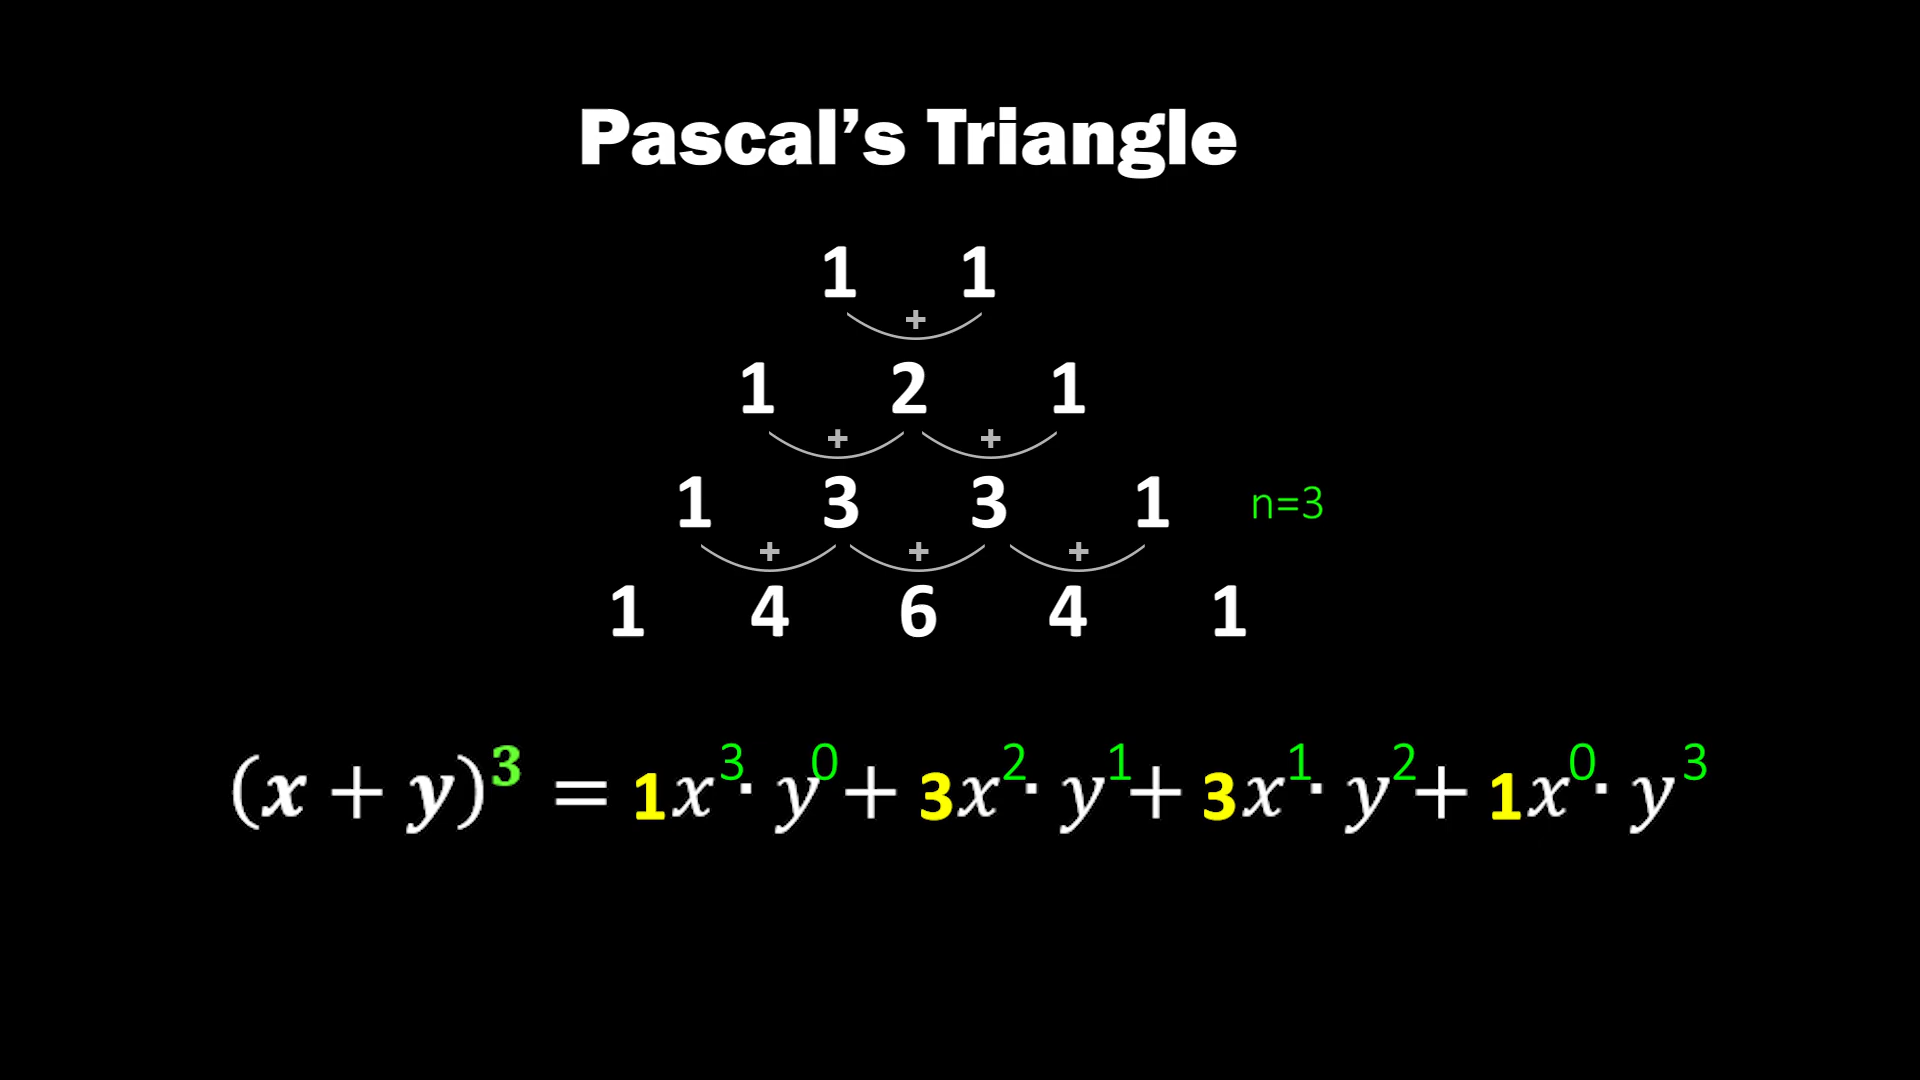 Pascal’s Triangle
1 1
+
1 2 1
+ +
1 3 3 1 n=3
+ + +
1 4 6 4 1
(x + y)³ = 1x³· y⁰ + 3x²· y¹ + 3x¹· y² + 1x⁰· y³